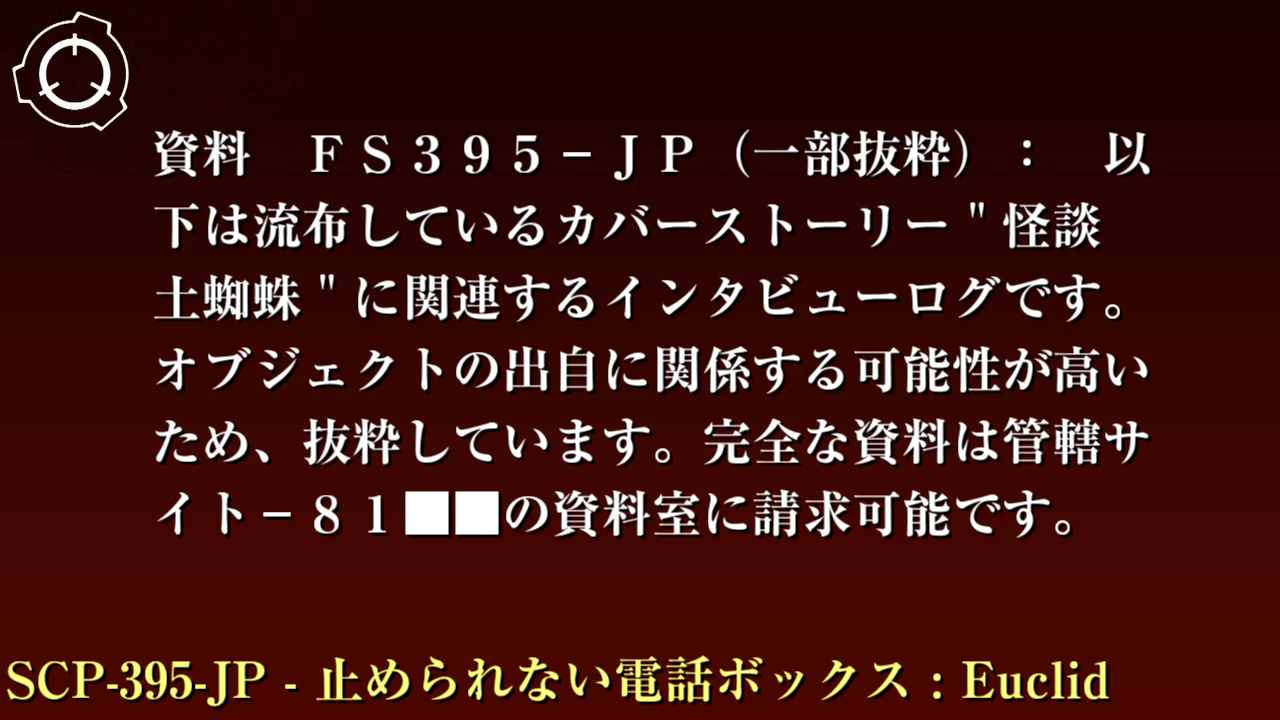 資料　ＦＳ３９５－ＪＰ（一部抜粋）：　以
下は流布しているカバーストーリー＂怪談
土蜘蛛＂に関連するインタビューログです。
オブジェクトの出自に関係する可能性が高い
ため、抜粋しています。完全な資料は管轄サ
イト－８１■■の資料室に請求可能です。
SCP-395-JP - 止められない電話ボックス : Euclid